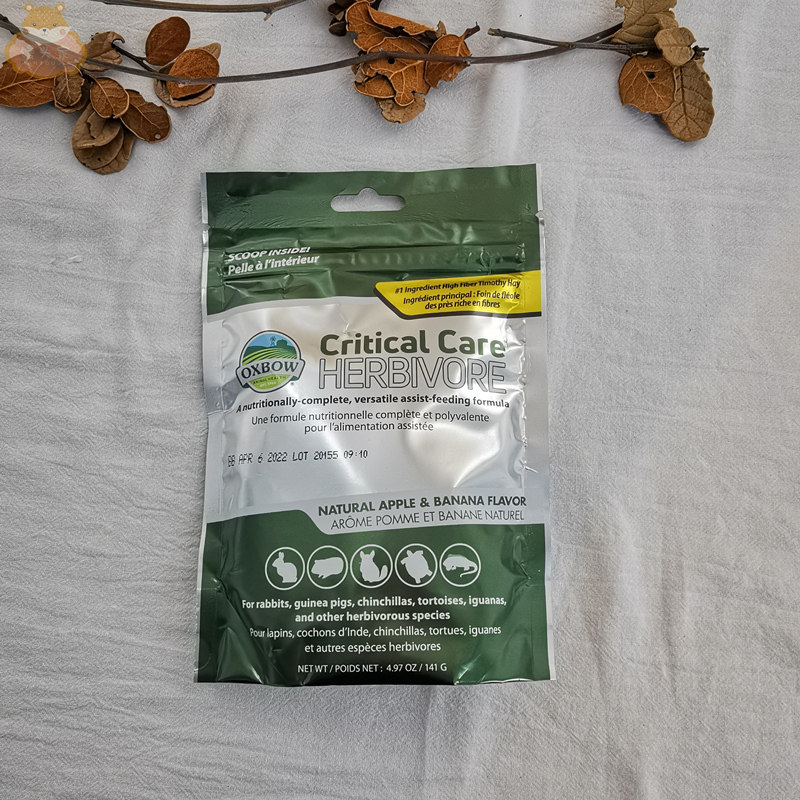 SCOOP INSIDE!
Pelle à l'intérieur
#1 Ingredient High Fiber Timothy Hay
Ingrédient principal : Foin de fléole
des prés riche en fibres
OXBOW
ANIMAL HEALTH
Critical Care
HERBIVORE
A nutritionally-complete, versatile assist-feeding formula
Une formule nutritionnelle complète et polyvalente
pour l'alimentation assistée
BB APR 6 2022 LOT 20155 09:10
NATURAL APPLE & BANANA FLAVOR
ARÔME POMME ET BANANE NATUREL
For rabbits, guinea pigs, chinchillas, tortoises, iguanas,
and other herbivorous species
Pour lapins, cochons d'Inde, chinchillas, tortues, iguanes
et autres espèces herbivores
NET WT / POIDS NET : 4.97 OZ / 141 G